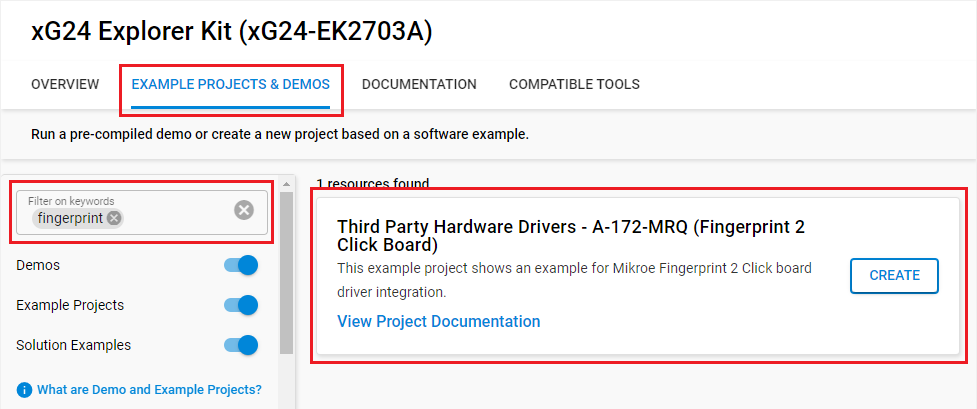 xG24 Explorer Kit (xG24-EK2703A)
OVERVIEW EXAMPLE PROJECTS & DEMOS DOCUMENTATION COMPATIBLE TOOLS
Run a pre-compiled demo or create a new project based on a software example.
Filter on keywords
fingerprint
Demos
Example Projects
Solution Examples
What are Demo and Example Projects?
1 resources found
Third Party Hardware Drivers - A-172-MRQ (Fingerprint 2
Click Board)
This example project shows an example for Mikroe Fingerprint 2 Click board
driver integration.
View Project Documentation
CREATE